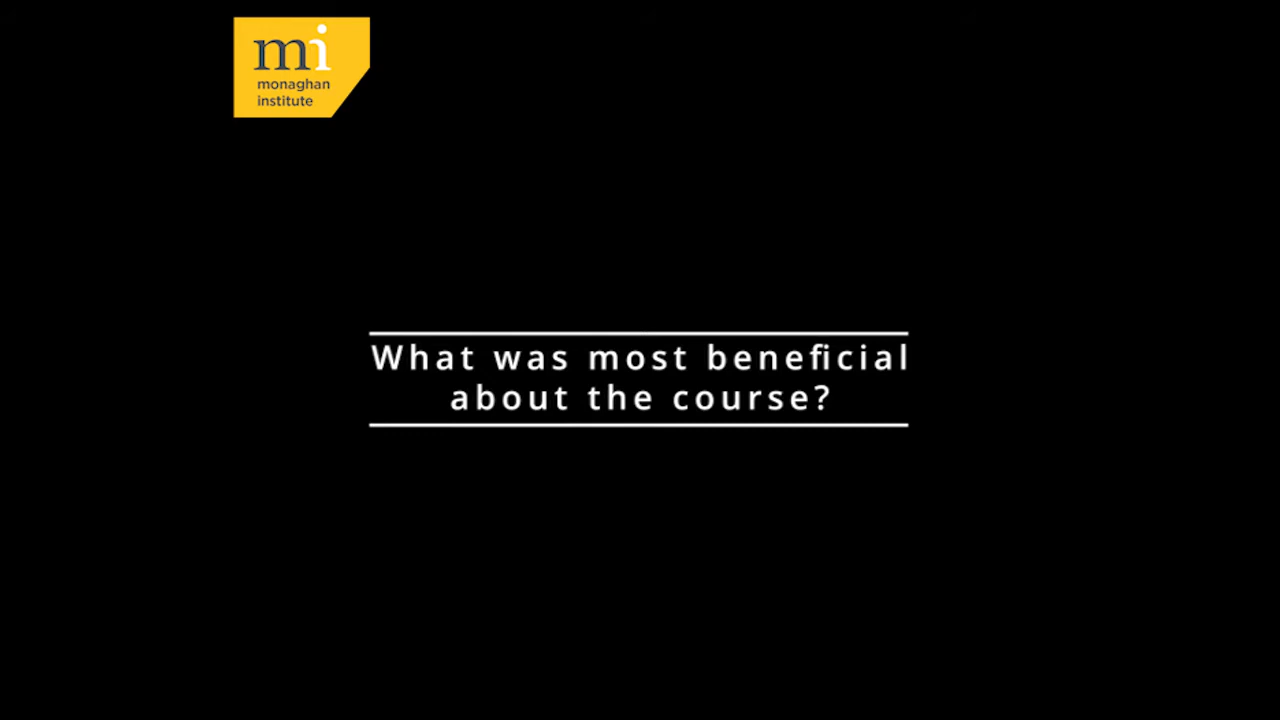 mi
monaghan
institute
What was most beneficial
about the course?